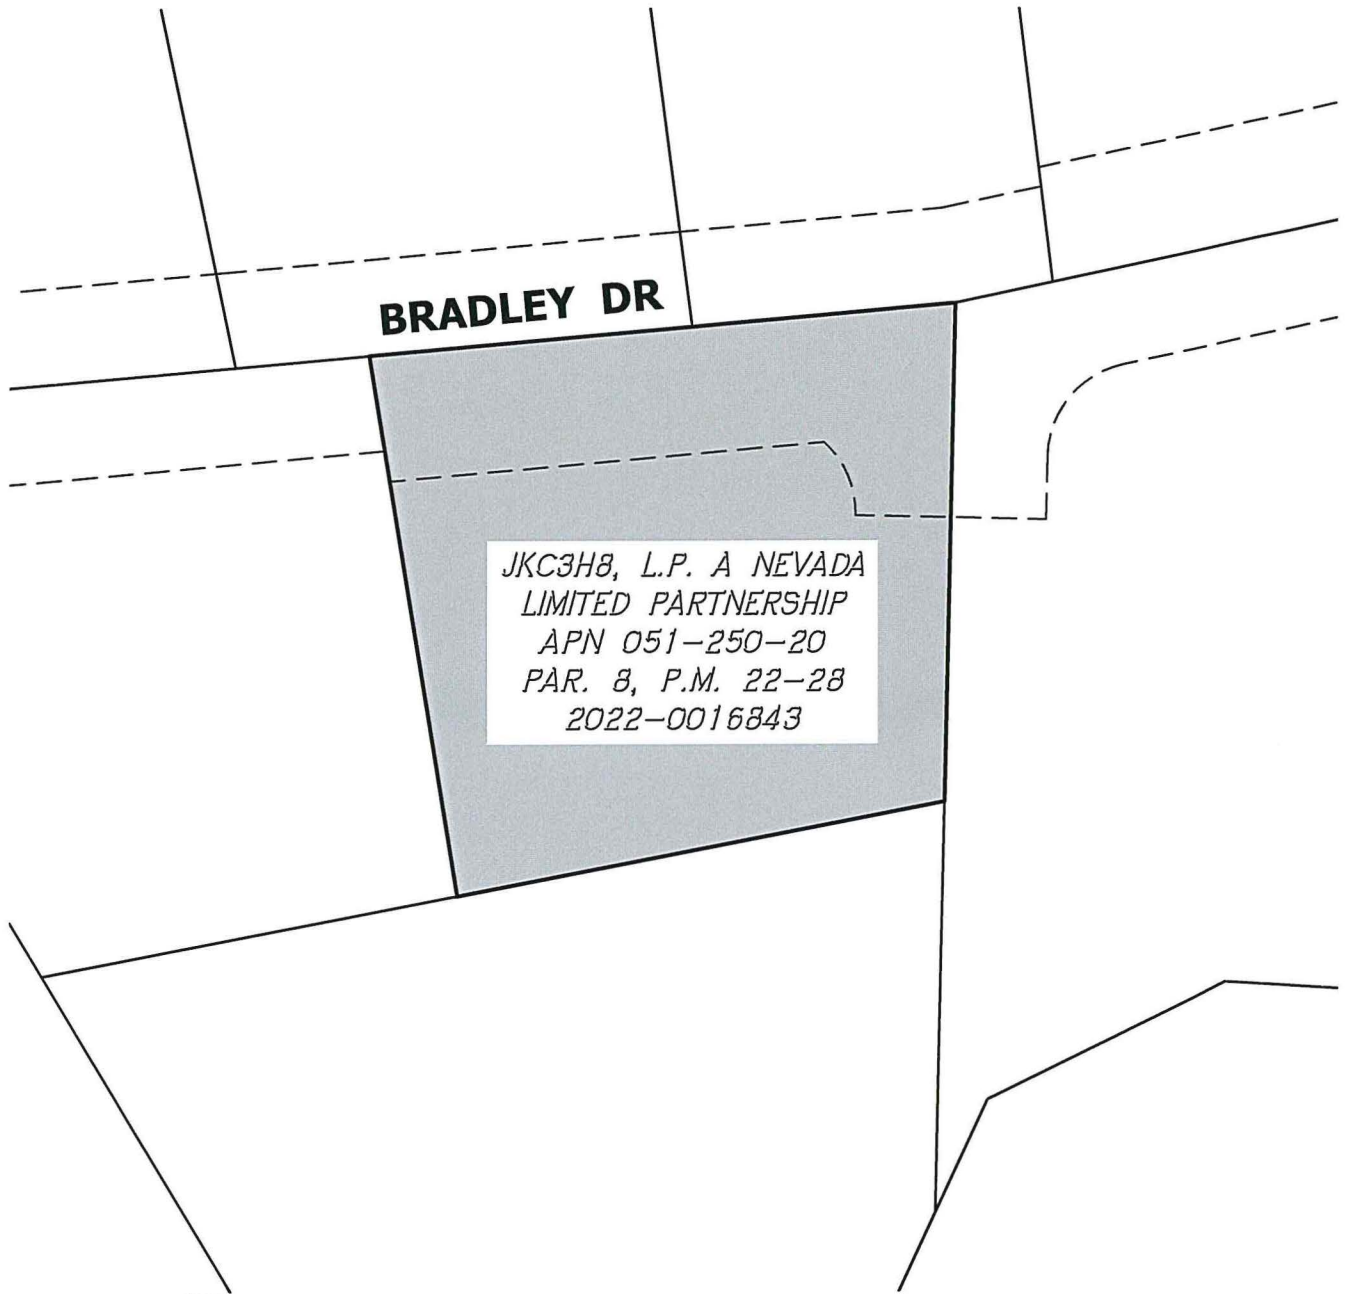 BRADLEY DR
JKC3H8, L.P. A NEVADA
LIMITED PARTNERSHIP
APN 051-250-20
PAR. 8, P.M. 22-28
2022-0016843